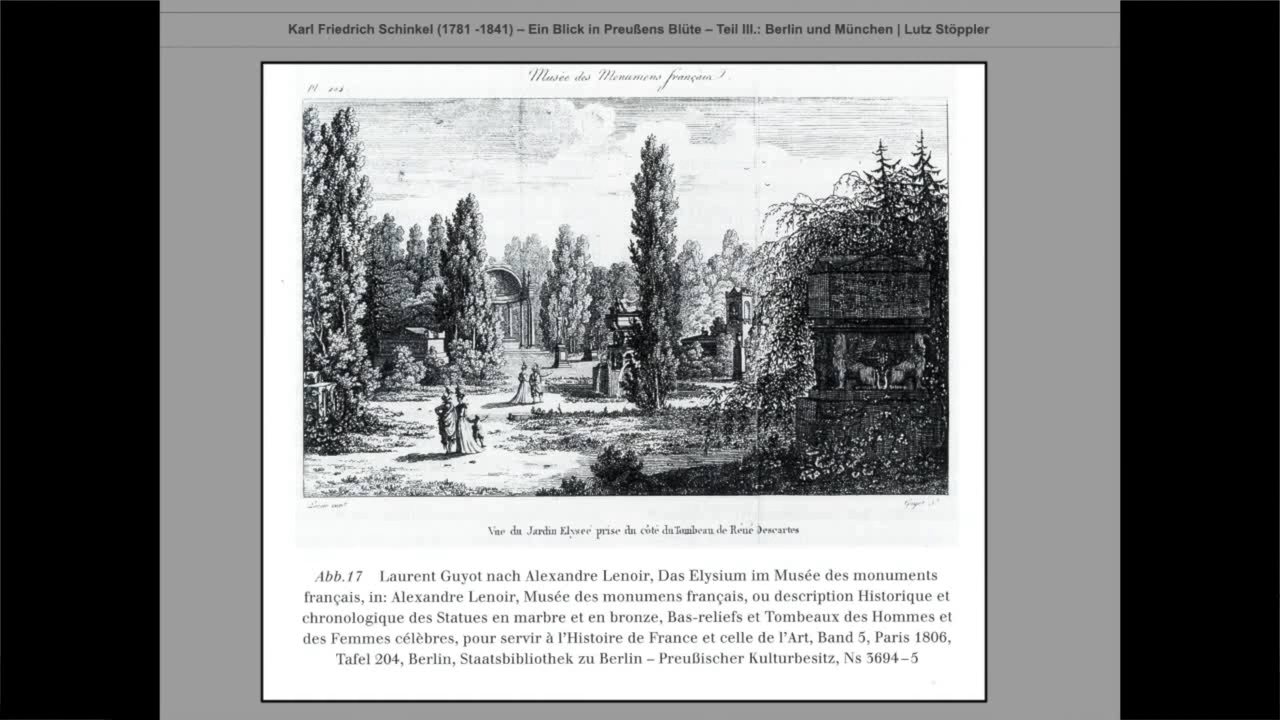 Karl Friedrich Schinkel (1781 -1841) – Ein Blick in Preußens Blüte – Teil III.: Berlin und München | Lutz Stöppler
Musée des Monumens français.
Pl.
Vue du Jardin Elyseé prise du côté du Tombeau de Réné Descartes
Abb.17 Laurent Guyot nach Alexandre Lenoir, Das Elysium im Musée des monuments
français, in: Alexandre Lenoir, Musée des monumens français, ou description Historique et
chronologique des Statues en marbre et en bronze, Bas-reliefs et Tombeaux des Hommes et
des Femmes célèbres, pour servir à l’Histoire de France et celle de l’Art, Band 5, Paris 1806,
Tafel 204, Berlin, Staatsbibliothek zu Berlin – Preußischer Kulturbesitz, Ns 3694–5